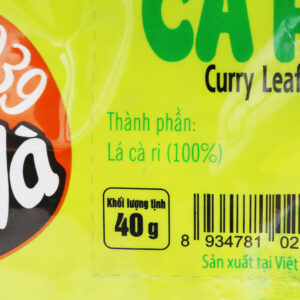 939
CÀ
Curry Leaf
Thành phần:
Lá cà ri (100%)
Khối lượng tịnh
40 g
8 934781 02
Sản xuất tại Việt